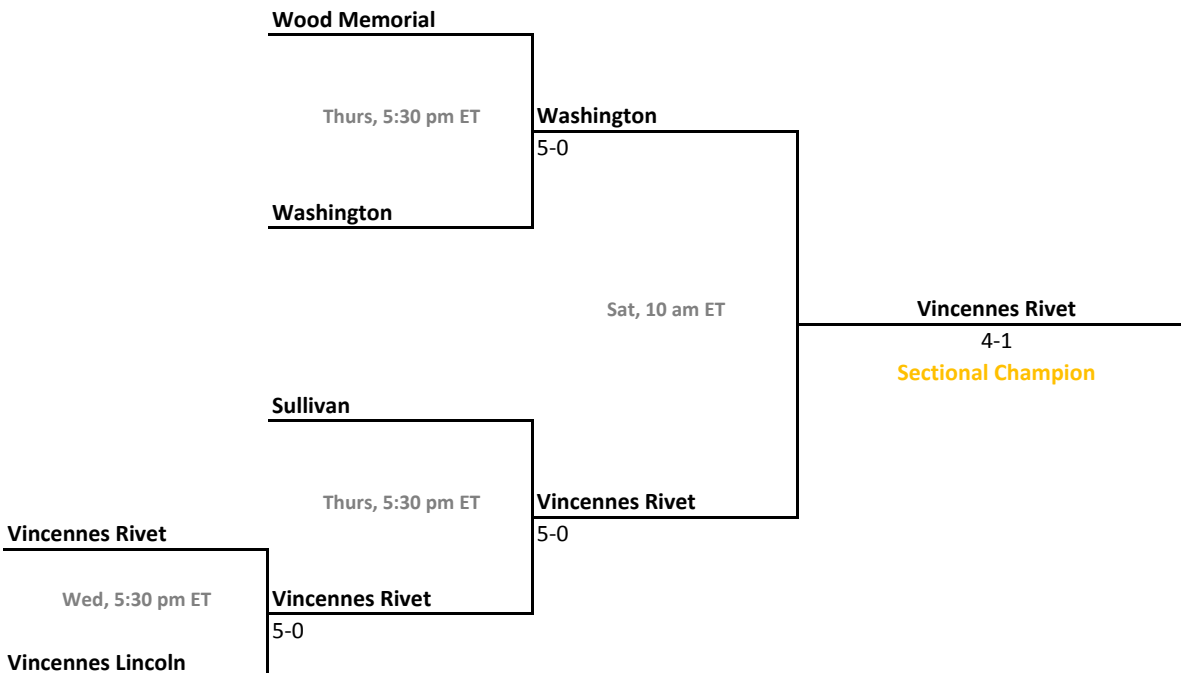 Wood Memorial
Thurs, 5:30 pm ET
Washington
5-0
Washington
Sat, 10 am ET
Vincennes Rivet
4-1
Sectional Champion
Sullivan
Thurs, 5:30 pm ET
Vincennes Rivet
5-0
Vincennes Rivet
Wed, 5:30 pm ET
Vincennes Rivet
5-0
Vincennes Lincoln